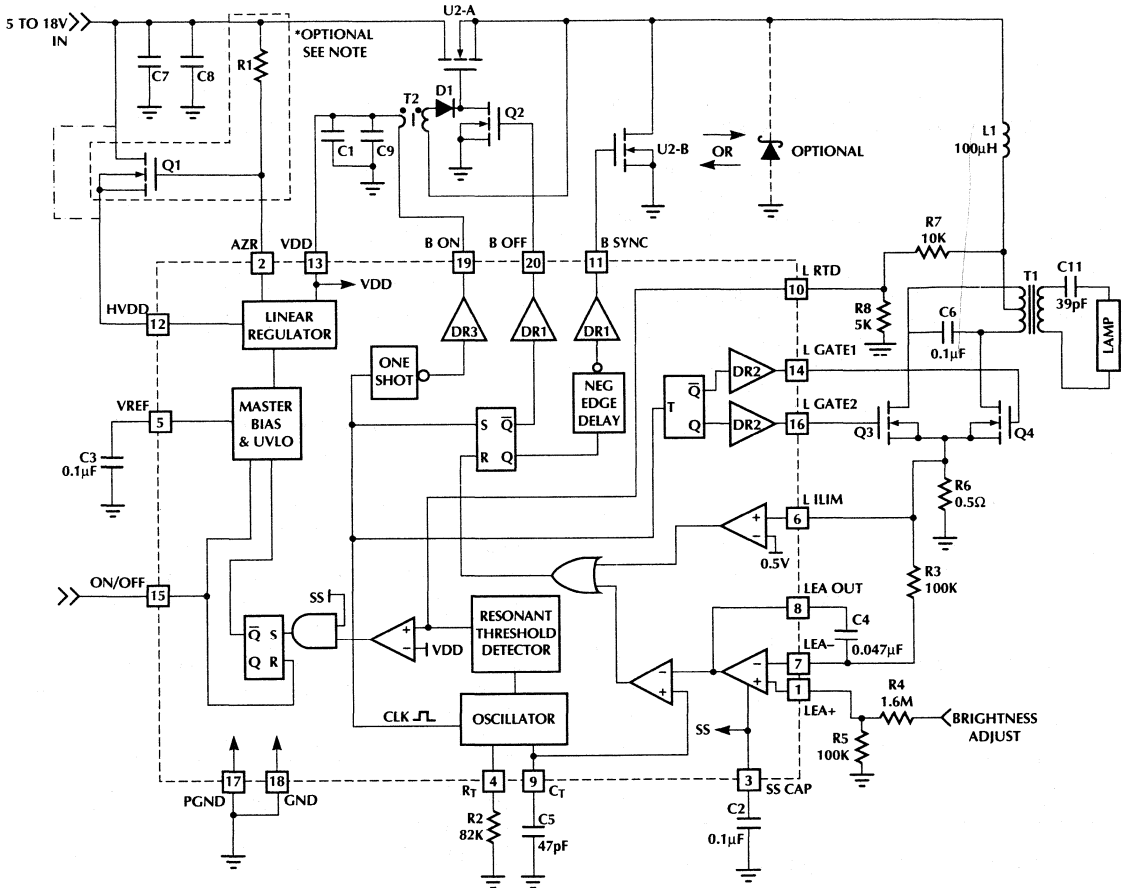 5 TO 18V
IN
U2-A
*OPTIONAL
SEE NOTE
R1
C7
C8
T2
D1
Q2
C1
C9
Q1
U2-B
OR
OPTIONAL
L1
100µH
R7
10K
AZR
VDD
B ON
B OFF
B SYNC
L RTD
2
13
19
20
11
10
VDD
HVDD
12
LINEAR
REGULATOR
DR3
DR1
DR1
R8
5K
T1
C11
39pF
C6
0.1µF
LAMP
ONE
SHOT
NEG
EDGE
DELAY
L GATE1
DR2
14
T
Q̅
Q
L GATE2
DR2
16
Q3
Q4
VREF
5
MASTER
BIAS
& UVLO
S
Q̅
R
Q
C3
0.1µF
R6
0.5Ω
L ILIM
+
−
6
0.5V
ON/OFF
15
R3
100K
LEA OUT
8
C4
0.047µF
SS
RESONANT
THRESHOLD
DETECTOR
Q̅ S
Q R
+
−
VDD
−
+
−
+
LEA−
7
1
LEA+
R4
1.6M
BRIGHTNESS
ADJUST
R5
100K
CLK
OSCILLATOR
SS
17
18
PGND
GND
4
9
3
RT
CT
SS CAP
R2
82K
C5
47pF
C2
0.1µF